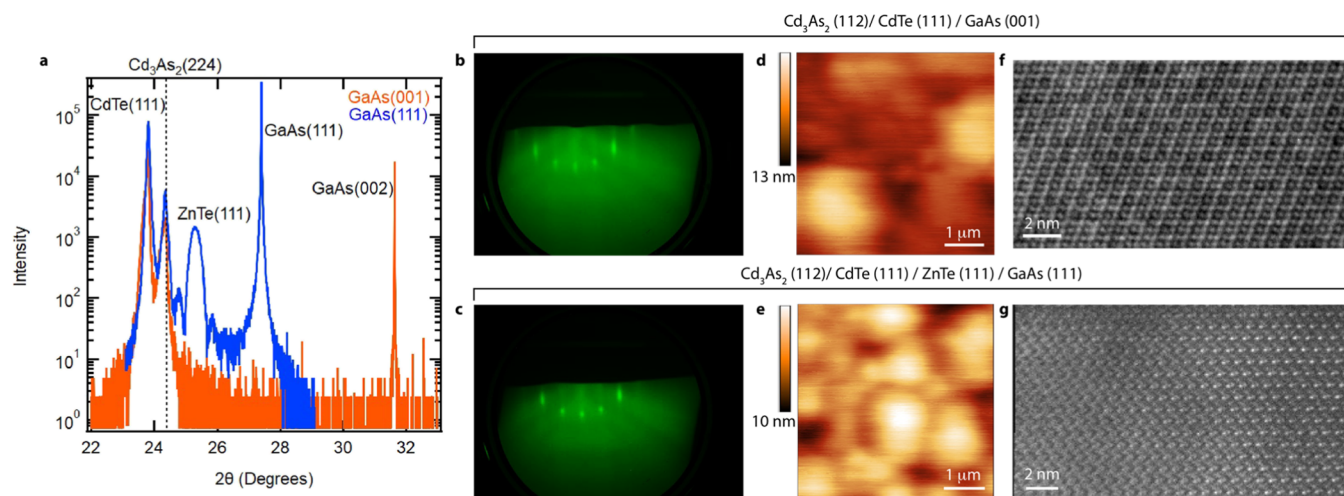 Cd3As2 (112)/ CdTe (111) / GaAs (001)
a
Cd3As2(224)
CdTe(111)
GaAs(001)
GaAs(111)
GaAs(111)
GaAs(002)
ZnTe(111)
10^5
10^4
10^3
10^2
10^1
10^0
Intensity
22 24 26 28 30 32
2θ (Degrees)
b
d
13 nm
1 μm
f
2 nm
Cd3As2 (112)/ CdTe (111) / ZnTe (111) / GaAs (111)
c
e
10 nm
1 μm
g
2 nm